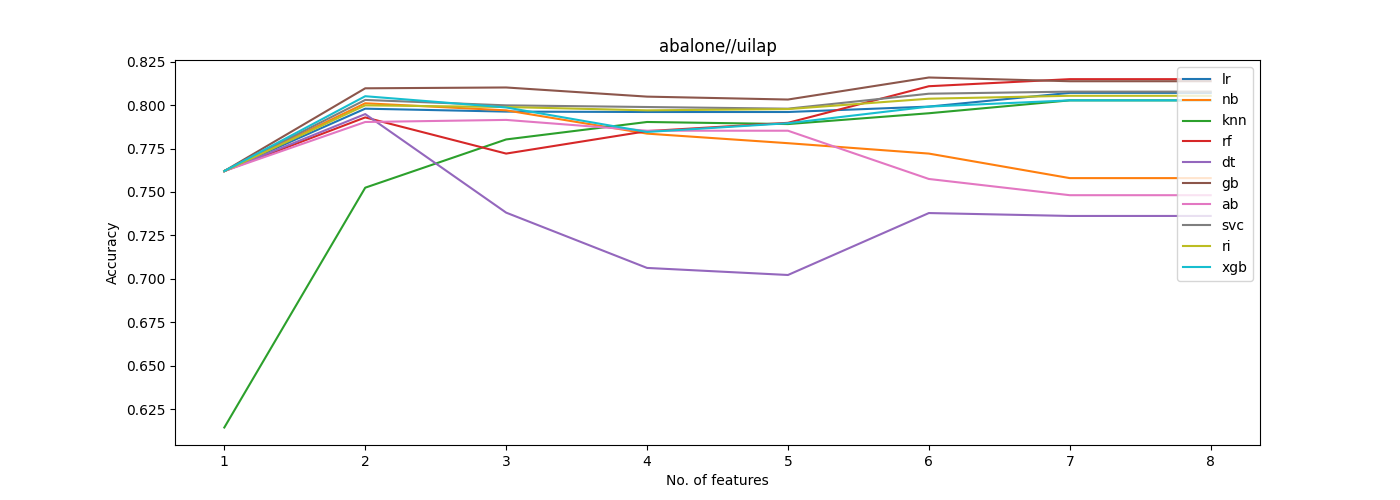 abalone//uilap
Accuracy
0.825
0.800
0.775
0.750
0.725
0.700
0.675
0.650
0.625
1 2 3 4 5 6 7 8
No. of features
lr
nb
knn
rf
dt
gb
ab
svc
ri
xgb